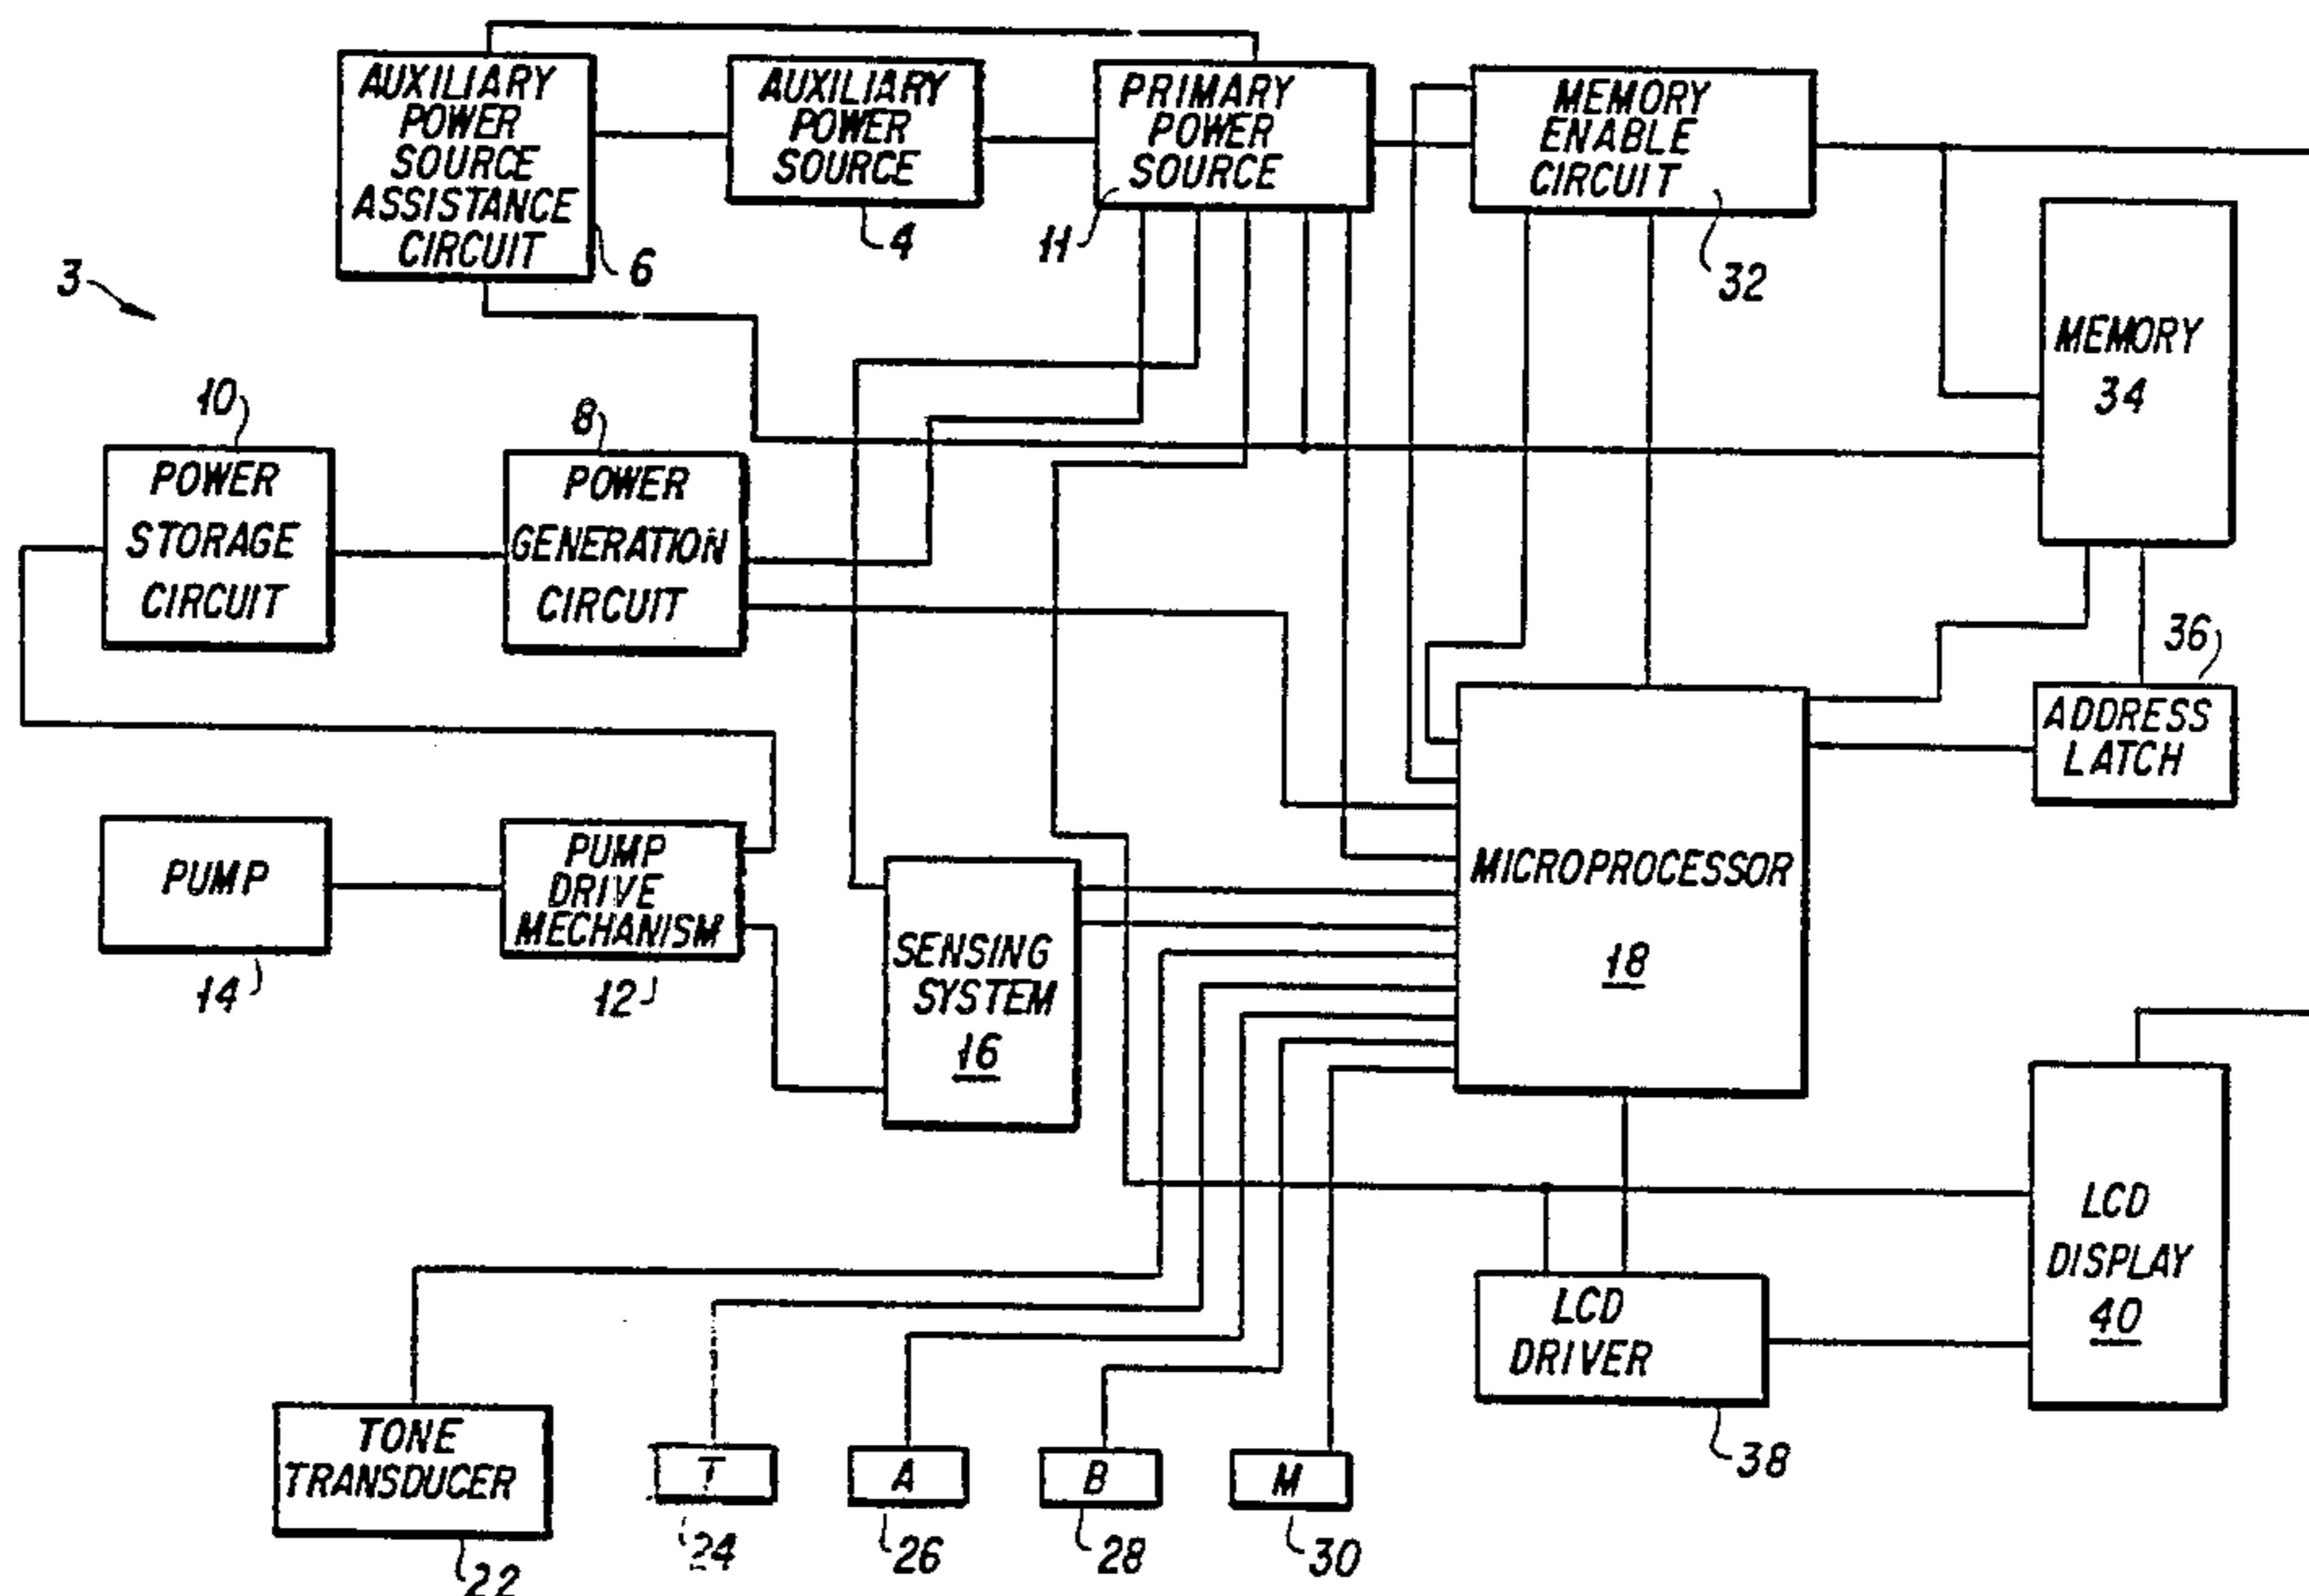 AUXILIARY
POWER
SOURCE
ASSISTANCE
CIRCUIT
6
AUXILIARY
POWER
SOURCE
4
PRIMARY
POWER
SOURCE
11
MEMORY
ENABLE
CIRCUIT
32
MEMORY
34
3
10
POWER
STORAGE
CIRCUIT
8
POWER
GENERATION
CIRCUIT
36
ADDRESS
LATCH
PUMP
14
PUMP
DRIVE
MECHANISM
12
SENSING
SYSTEM
16
MICROPROCESSOR
18
LCD
DISPLAY
40
LCD
DRIVER
38
TONE
TRANSDUCER
22
T
24
A
26
B
28
M
30